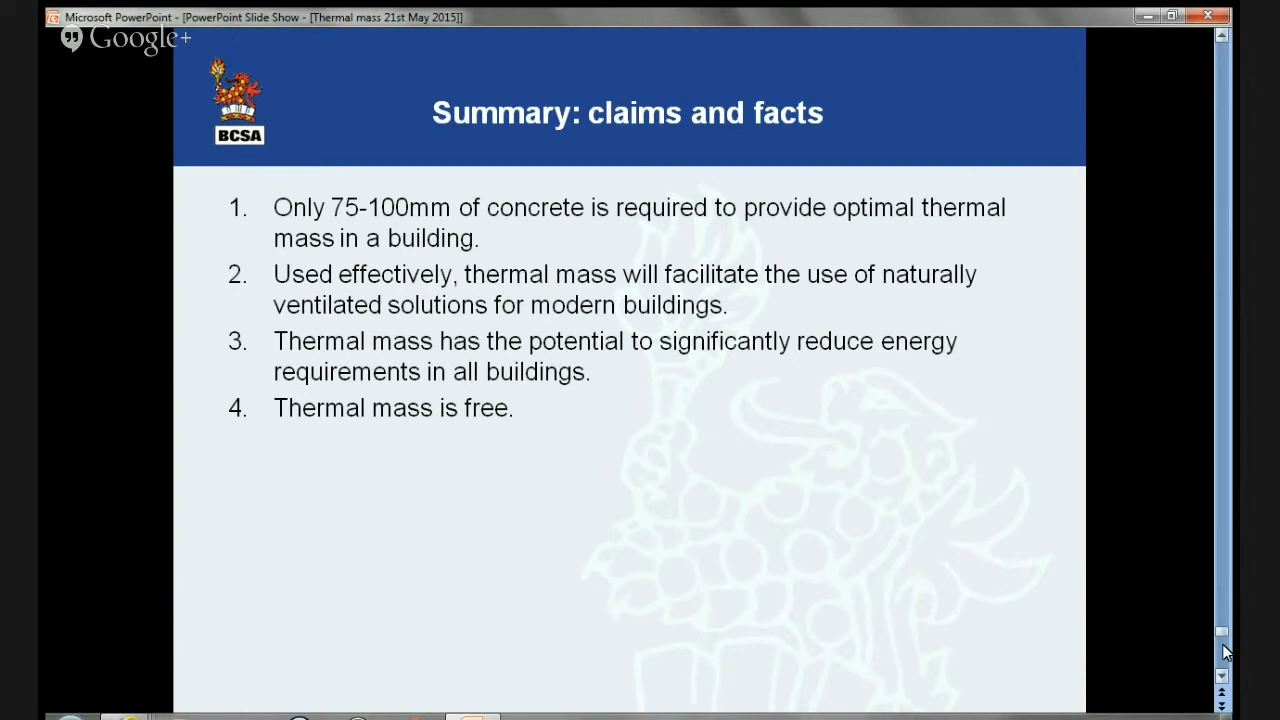 Microsoft PowerPoint - [PowerPoint Slide Show - [Thermal mass 21st May 2015]]
Google+
BCSA
Summary: claims and facts
1. Only 75-100mm of concrete is required to provide optimal thermal
mass in a building.
2. Used effectively, thermal mass will facilitate the use of naturally
ventilated solutions for modern buildings.
3. Thermal mass has the potential to significantly reduce energy
requirements in all buildings.
4. Thermal mass is free.